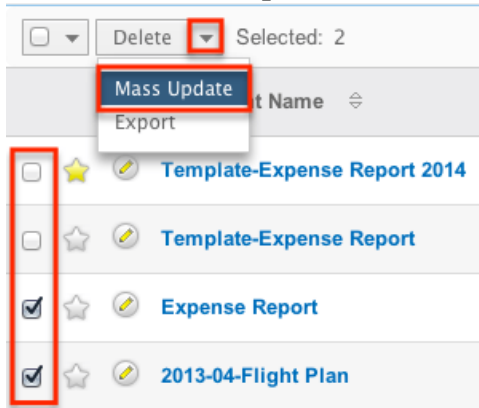 Delete Selected: 2
Mass Update
t Name
Export
Template-Expense Report 2014
Template-Expense Report
Expense Report
2013-04-Flight Plan